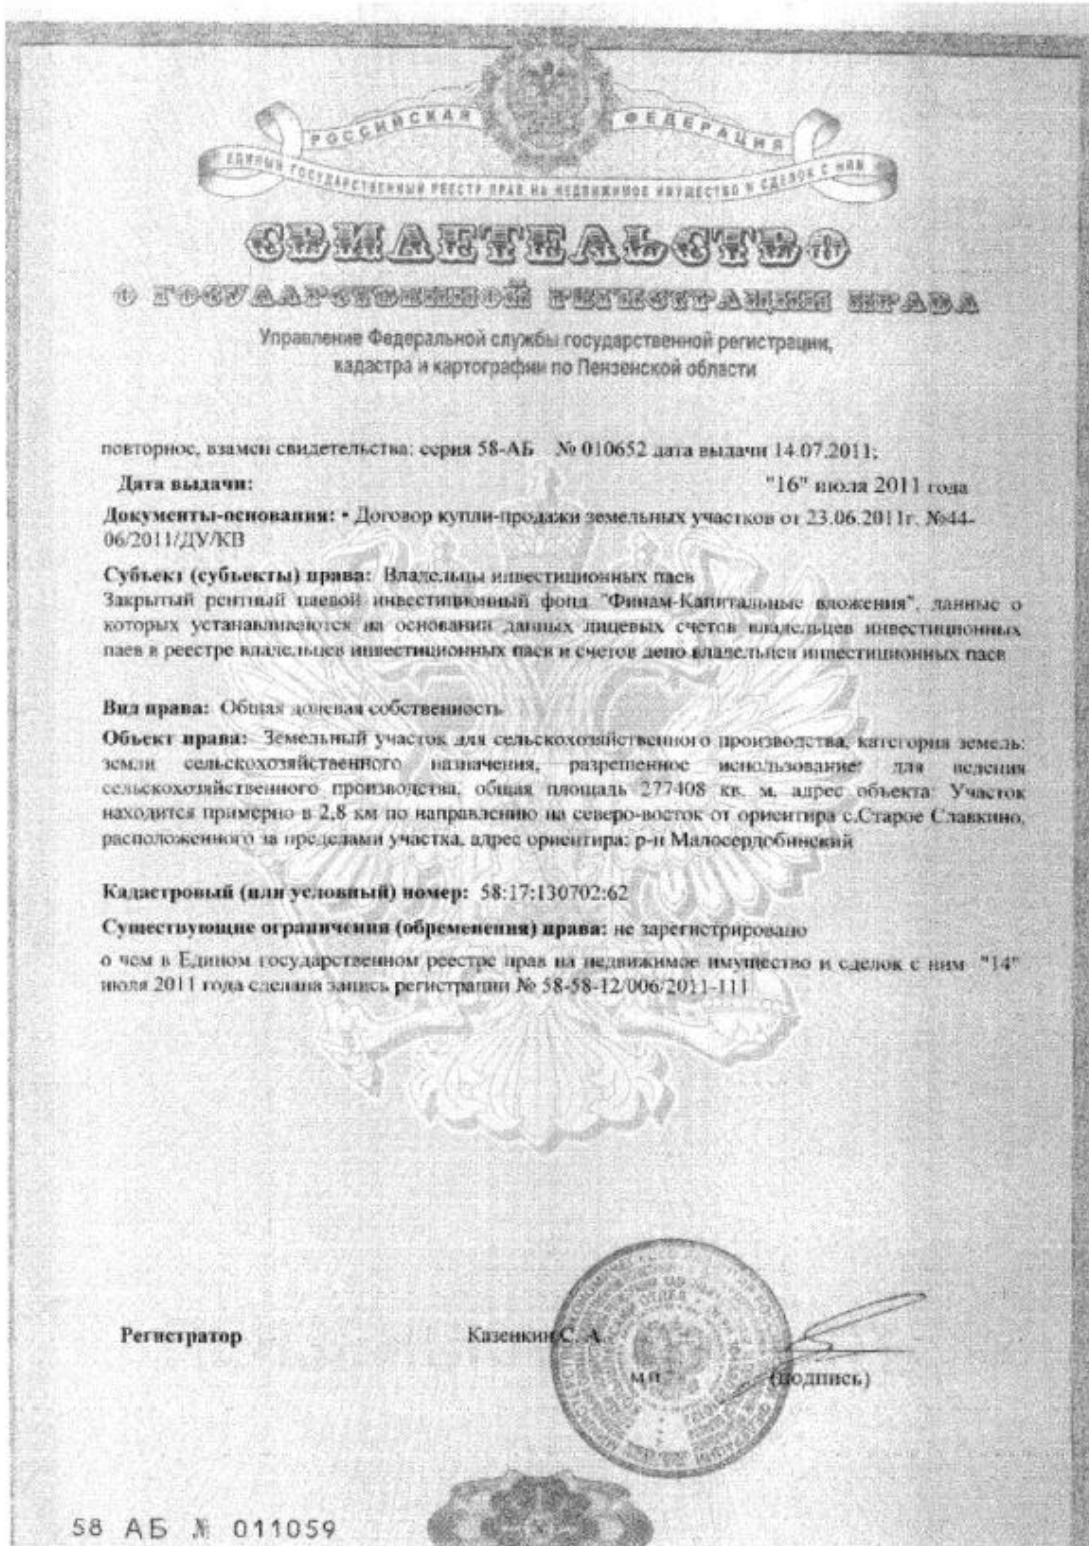 РОССИЙСКАЯ ФЕДЕРАЦИЯ
ЕДИНЫЙ ГОСУДАРСТВЕННЫЙ РЕЕСТР ПРАВ НА НЕДВИЖИМОЕ ИМУЩЕСТВО И СДЕЛОК С НИМ
СВИДЕТЕЛЬСТВО
О ГОСУДАРСТВЕННОЙ РЕГИСТРАЦИИ ПРАВА
Управление Федеральной службы государственной регистрации,
кадастра и картографии по Пензенской области
повторное, взамен свидетельства: серия 58-АБ № 010652 дата выдачи 14.07.2011;
Дата выдачи: "16" июля 2011 года
Документы-основания: • Договор купли-продажи земельных участков от 23.06.2011г. №44-
06/2011/ДУ/КВ
Субъект (субъекты) права: Владельцы инвестиционных паев
Закрытый рентный паевой инвестиционный фонд "Финам-Капитальные вложения", данные о
которых устанавливаются на основании данных лицевых счетов владельцев инвестиционных
паев в реестре владельцев инвестиционных паев и счетов депо владельцев инвестиционных паев
Вид права: Общая долевая собственность
Объект права: Земельный участок для сельскохозяйственного производства, категория земель:
земли сельскохозяйственного назначения, разрешенное использование: для ведения
сельскохозяйственного производства, общая площадь 277408 кв. м, адрес объекта: Участок
находится примерно в 2,8 км по направлению на северо-восток от ориентира с.Старое Славкино,
расположенного за пределами участка, адрес ориентира: р-н Малосердобинский
Кадастровый (или условный) номер: 58:17:130702:62
Существующие ограничения (обременения) права: не зарегистрировано
о чем в Едином государственном реестре прав на недвижимое имущество и сделок с ним "14"
июля 2011 года сделана запись регистрации № 58-58-12/006/2011-111
Регистратор Казенкин С. А.
М.П. (подпись)
58 АБ № 011059